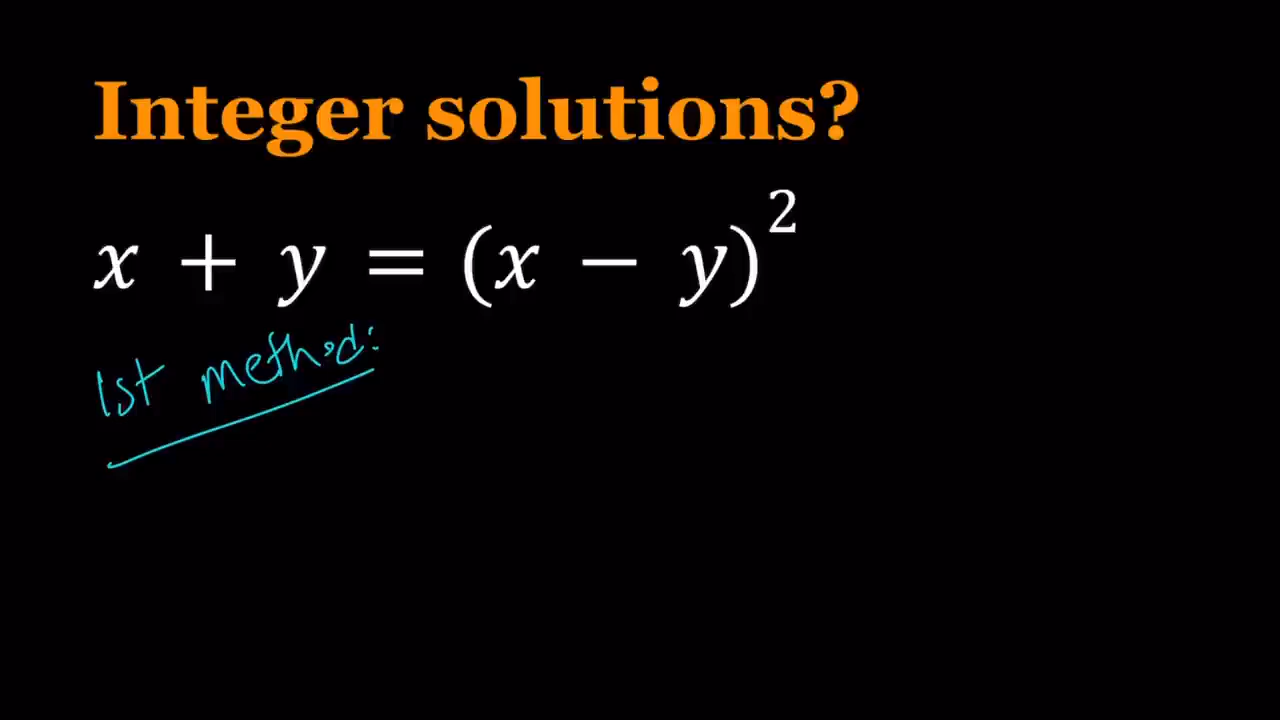 Integer solutions?
x + y = (x − y)²
1st method: